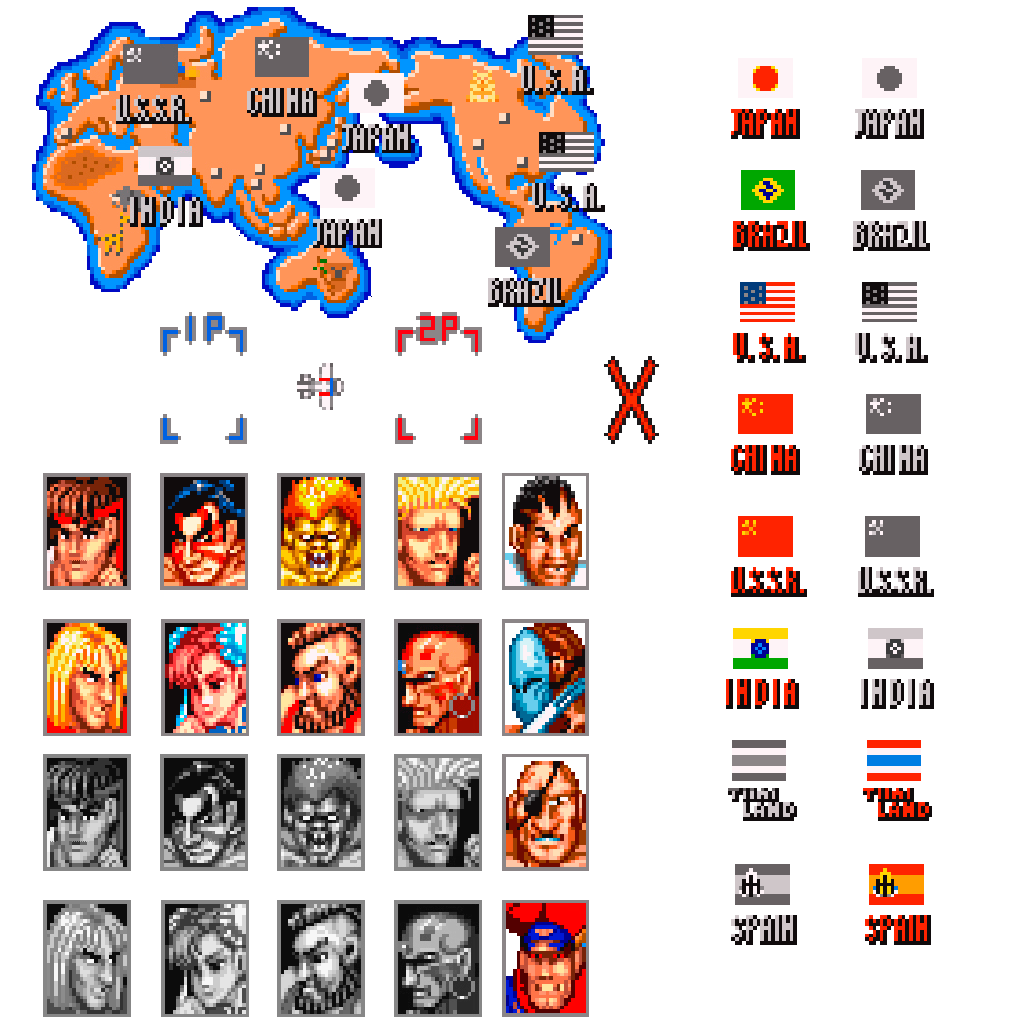 U.S.A.
U.S.S.R.
CHINA
JAPAN
INDIA
U.S.A.
JAPAN
BRAZIL
1P
2P
X
JAPAN
JAPAN
BRAZIL
BRAZIL
U.S.A.
U.S.A.
CHINA
CHINA
U.S.S.R.
U.S.S.R.
INDIA
INDIA
THAI
LAND
THAI
LAND
SPAIN
SPAIN